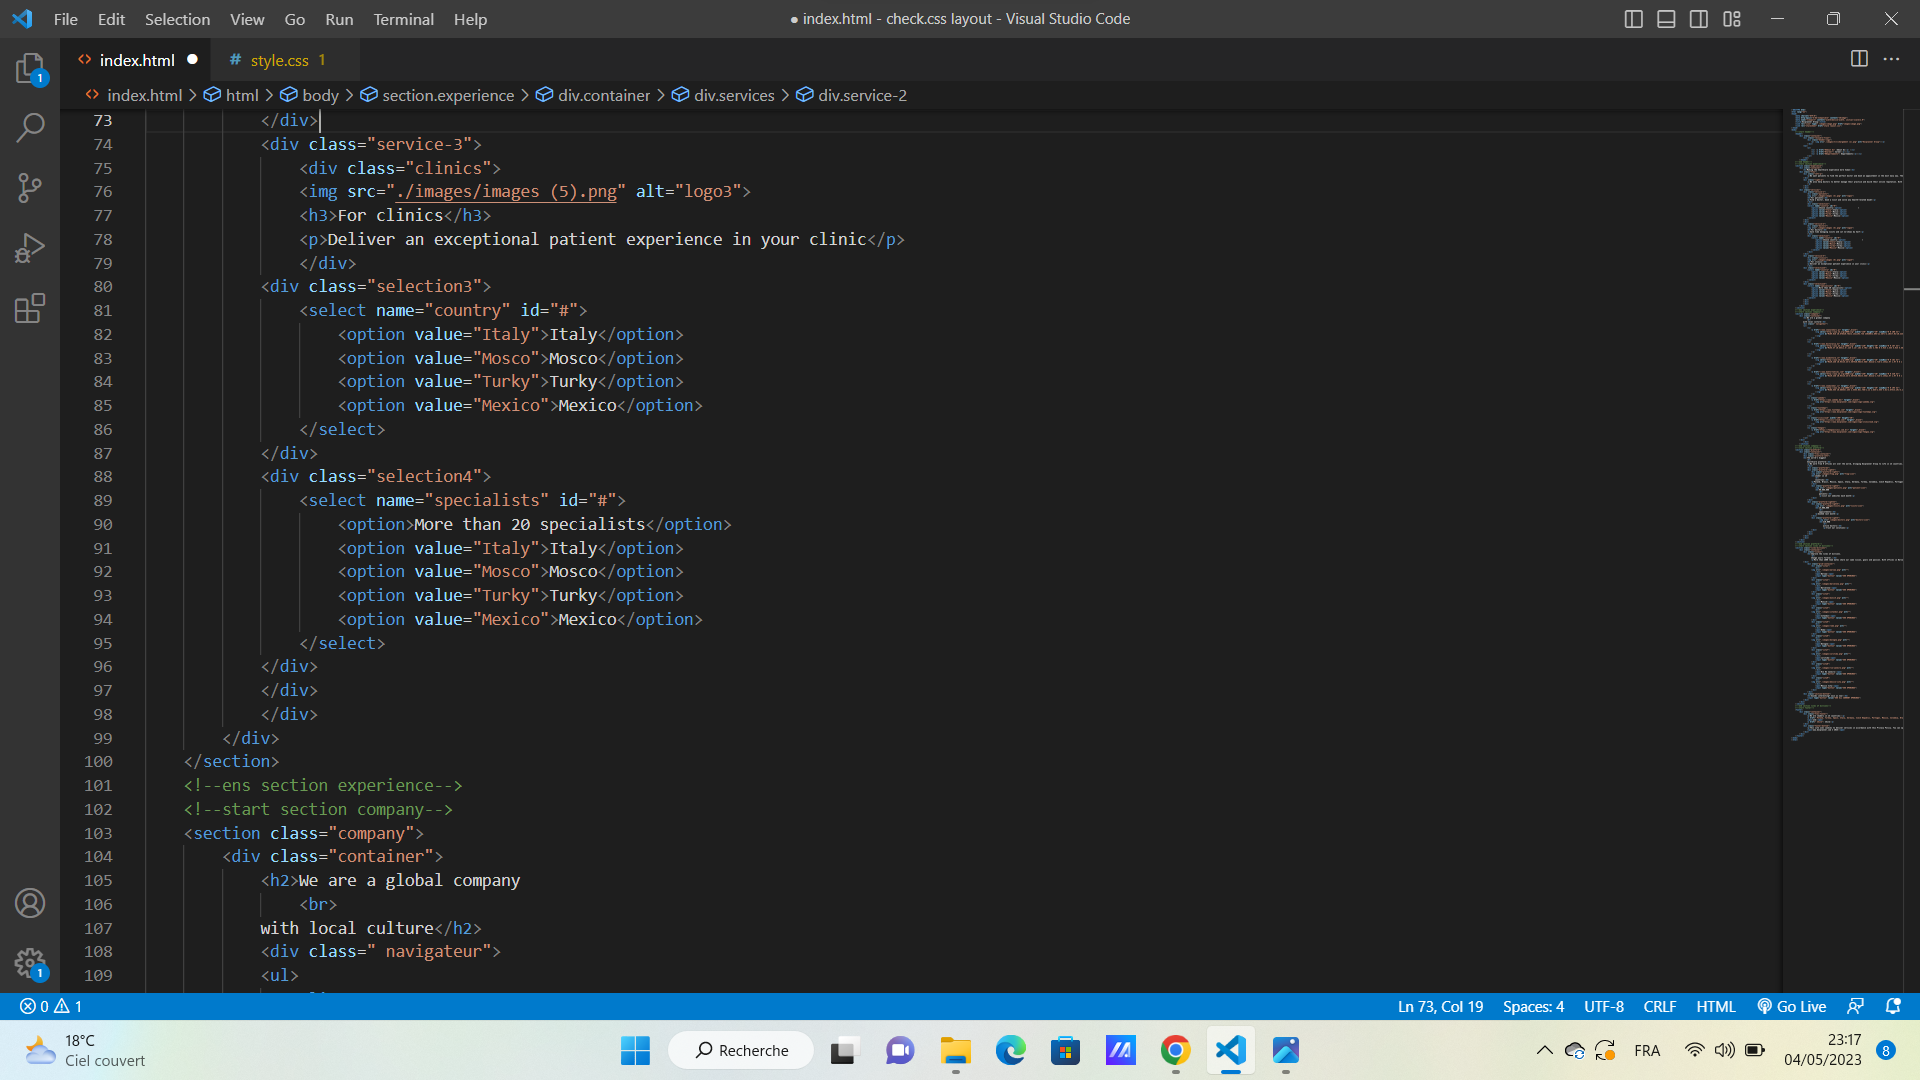 File Edit Selection View Go Run Terminal Help
● index.html - check.css layout - Visual Studio Code
index.html ●
# style.css 1
index.html > html > body > section.experience > div.container > div.services > div.service-2
73 </div>
74 <div class="service-3">
75 <div class="clinics">
76 <img src="./images/images (5).png" alt="logo3">
77 <h3>For clinics</h3>
78 <p>Deliver an exceptional patient experience in your clinic</p>
79 </div>
80 <div class="selection3">
81 <select name="country" id="#">
82 <option value="Italy">Italy</option>
83 <option value="Mosco">Mosco</option>
84 <option value="Turky">Turky</option>
85 <option value="Mexico">Mexico</option>
86 </select>
87 </div>
88 <div class="selection4">
89 <select name="specialists" id="#">
90 <option>More than 20 specialists</option>
91 <option value="Italy">Italy</option>
92 <option value="Mosco">Mosco</option>
93 <option value="Turky">Turky</option>
94 <option value="Mexico">Mexico</option>
95 </select>
96 </div>
97 </div>
98 </div>
99 </div>
100 </section>
101 <!--ens section experience-->
102 <!--start section company-->
103 <section class="company">
104 <div class="container">
105 <h2>We are a global company
106 <br>
107 with local culture</h2>
108 <div class=" navigateur">
109 <ul>
1
1
0 1
Ln 73, Col 19 Spaces: 4 UTF-8 CRLF HTML Go Live
18°C
Ciel couvert
Recherche
FRA
23:17
04/05/2023
8